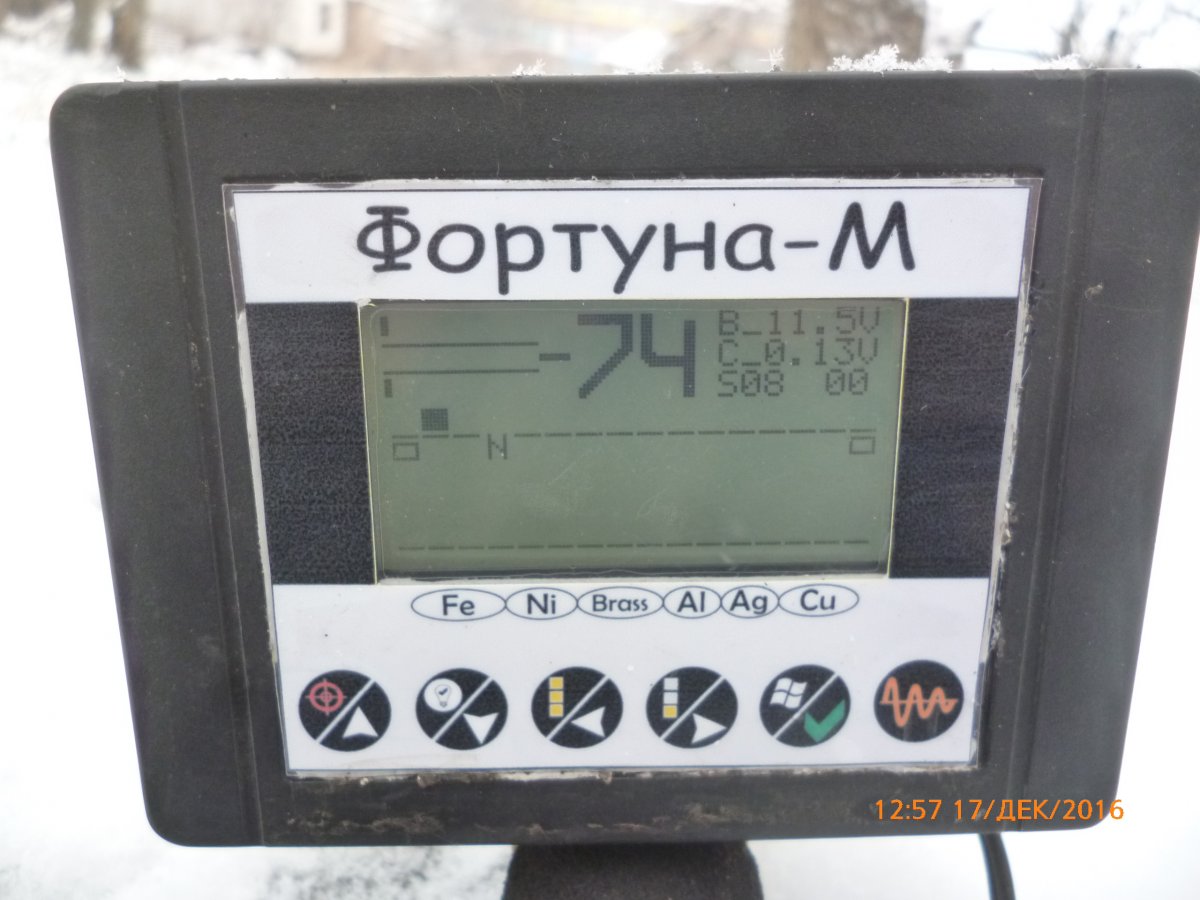 Фортуна-М
-74
B_11.5V
C_0.13V
S08 00
N
Fe Ni Brass Al Ag Cu
12:57 17/ДЕК/2016